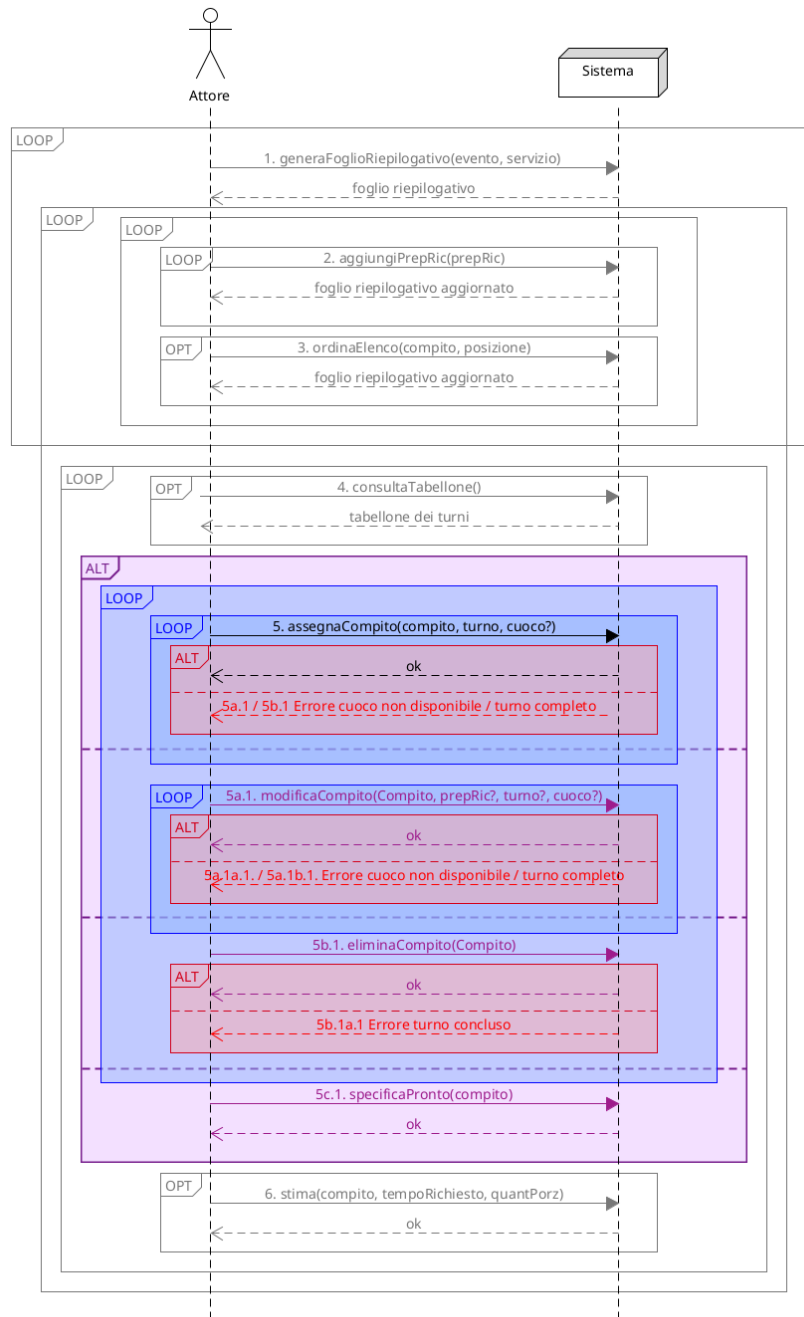 Attore
Sistema
LOOP
1. generaFoglioRiepilogativo(evento, servizio)
foglio riepilogativo
LOOP
LOOP
LOOP
2. aggiungiPrepRic(prepRic)
foglio riepilogativo aggiornato
OPT
3. ordinaElenco(compito, posizione)
foglio riepilogativo aggiornato
LOOP
OPT
4. consultaTabellone()
tabellone dei turni
ALT
LOOP
LOOP
5. assegnaCompito(compito, turno, cuoco?)
ALT
ok
5a.1 / 5b.1 Errore cuoco non disponibile / turno completo
LOOP
5a.1. modificaCompito(Compito, prepRic?, turno?, cuoco?)
ALT
ok
5a.1a.1. / 5a.1b.1. Errore cuoco non disponibile / turno completo
5b.1. eliminaCompito(Compito)
ALT
ok
5b.1a.1 Errore turno concluso
5c.1. specificaPronto(compito)
ok
OPT
6. stima(compito, tempoRichiesto, quantPorz)
ok